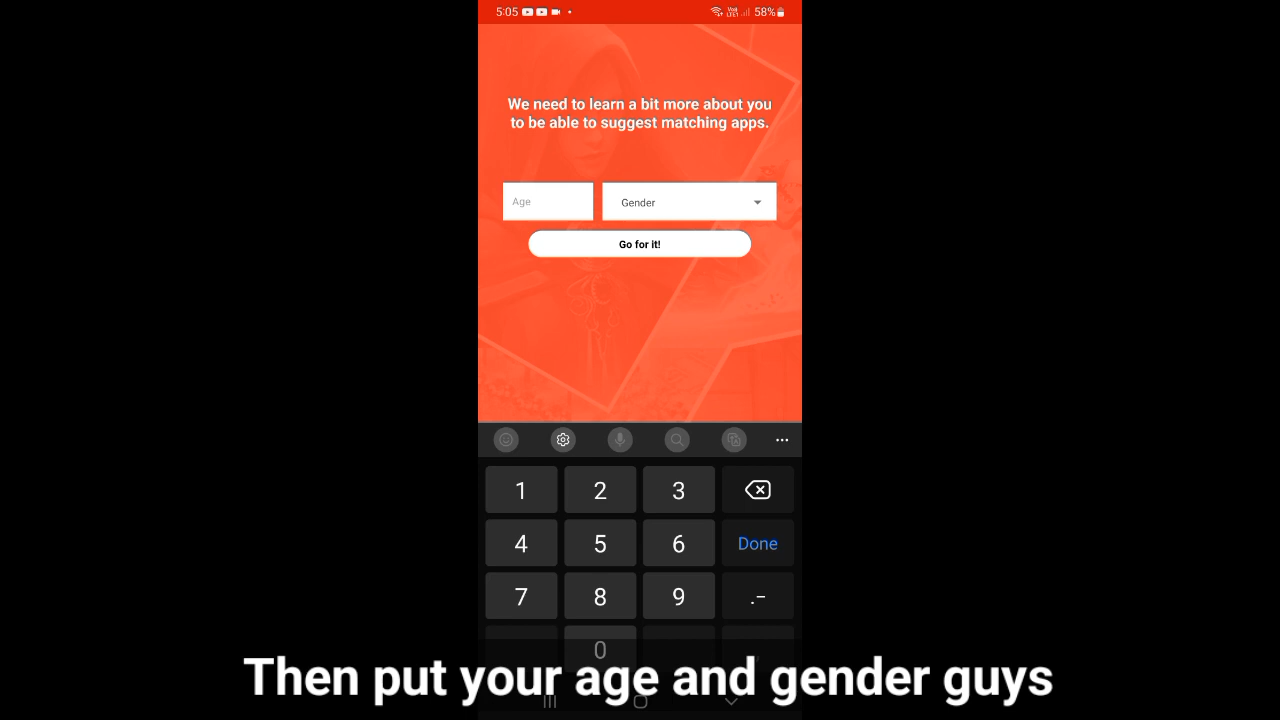 5:05
58%
We need to learn a bit more about you
to be able to suggest matching apps.
Age
Gender
Go for it!
1 2 3
4 5 6 Done
7 8 9 .-
0 ,
Then put your age and gender guys